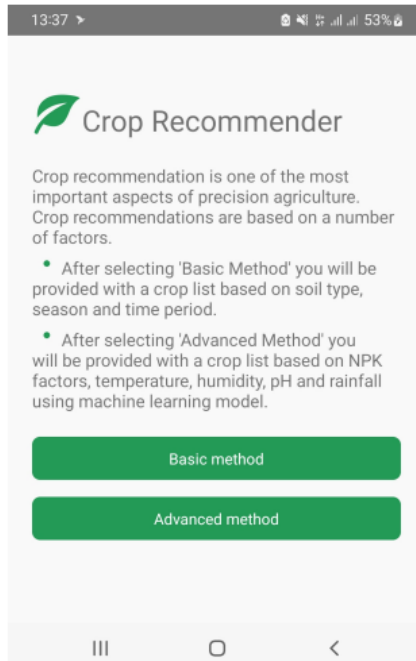 13:37 53%
Crop Recommender
Crop recommendation is one of the most
important aspects of precision agriculture.
Crop recommendations are based on a number
of factors.
• After selecting 'Basic Method' you will be
provided with a crop list based on soil type,
season and time period.
• After selecting 'Advanced Method' you
will be provided with a crop list based on NPK
factors, temperature, humidity, pH and rainfall
using machine learning model.
Basic method
Advanced method